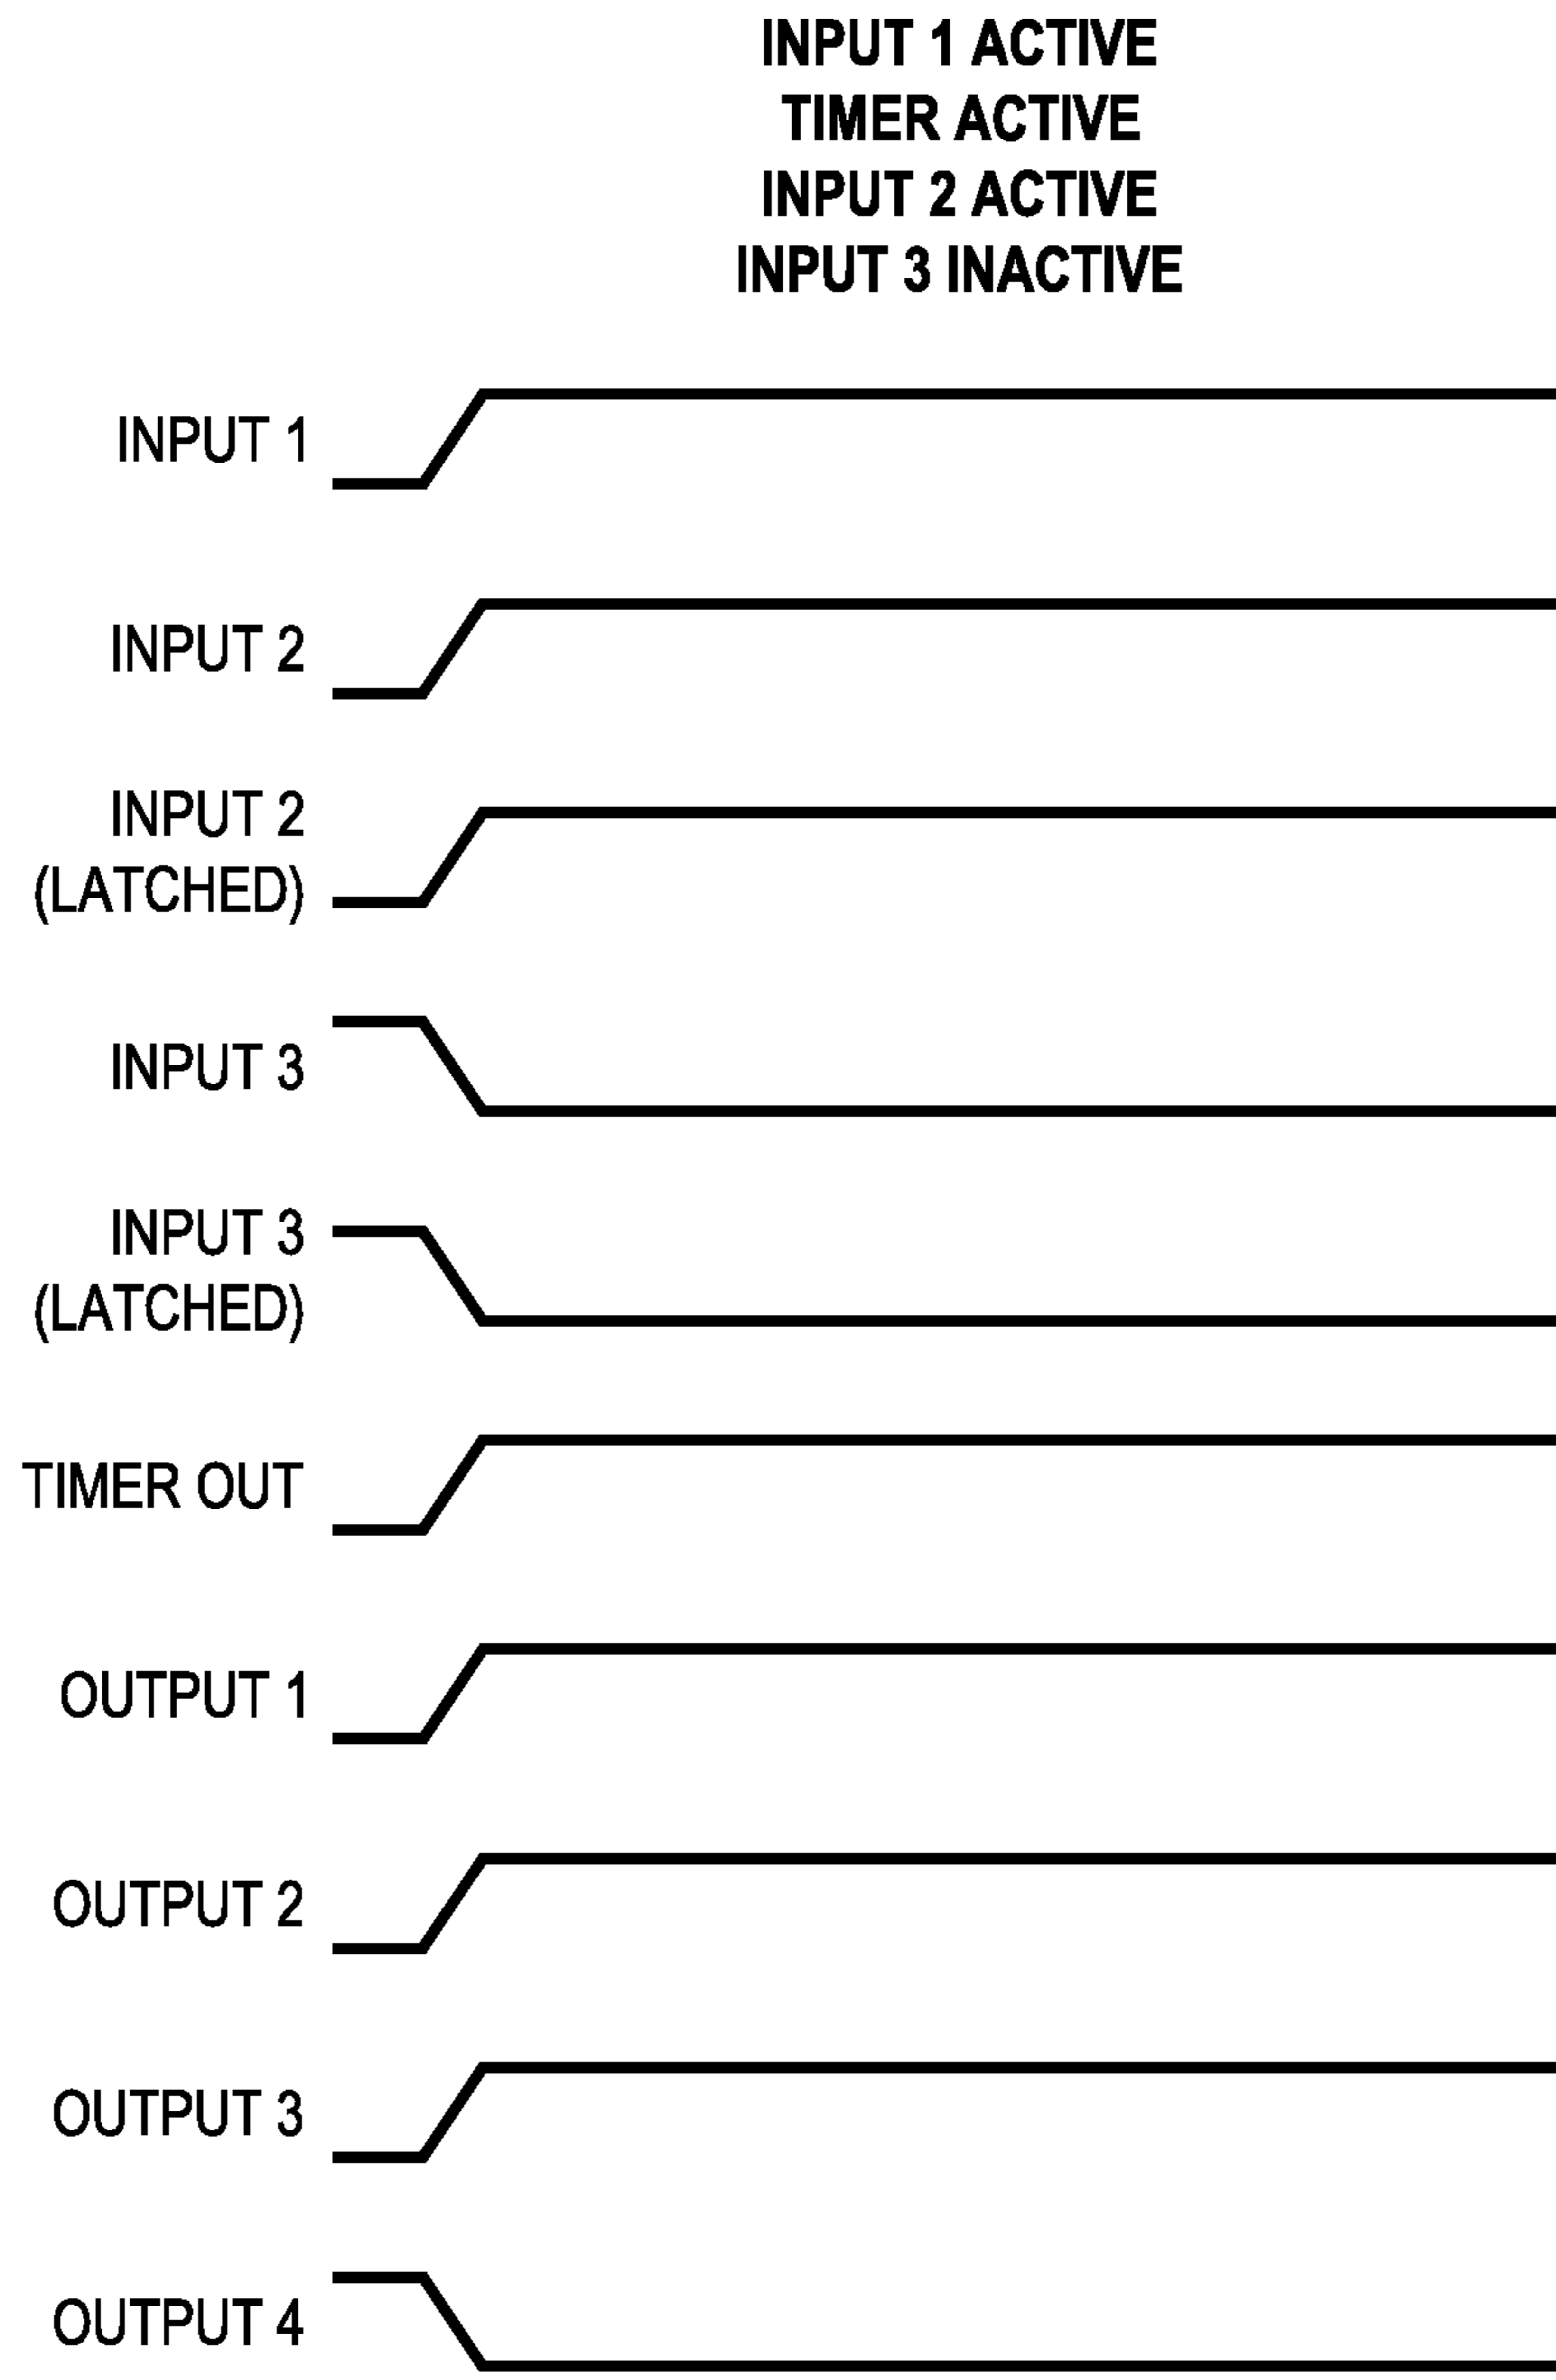 INPUT 1 ACTIVE
TIMER ACTIVE
INPUT 2 ACTIVE
INPUT 3 INACTIVE
INPUT 1
INPUT 2
INPUT 2
(LATCHED)
INPUT 3
INPUT 3
(LATCHED)
TIMER OUT
OUTPUT 1
OUTPUT 2
OUTPUT 3
OUTPUT 4